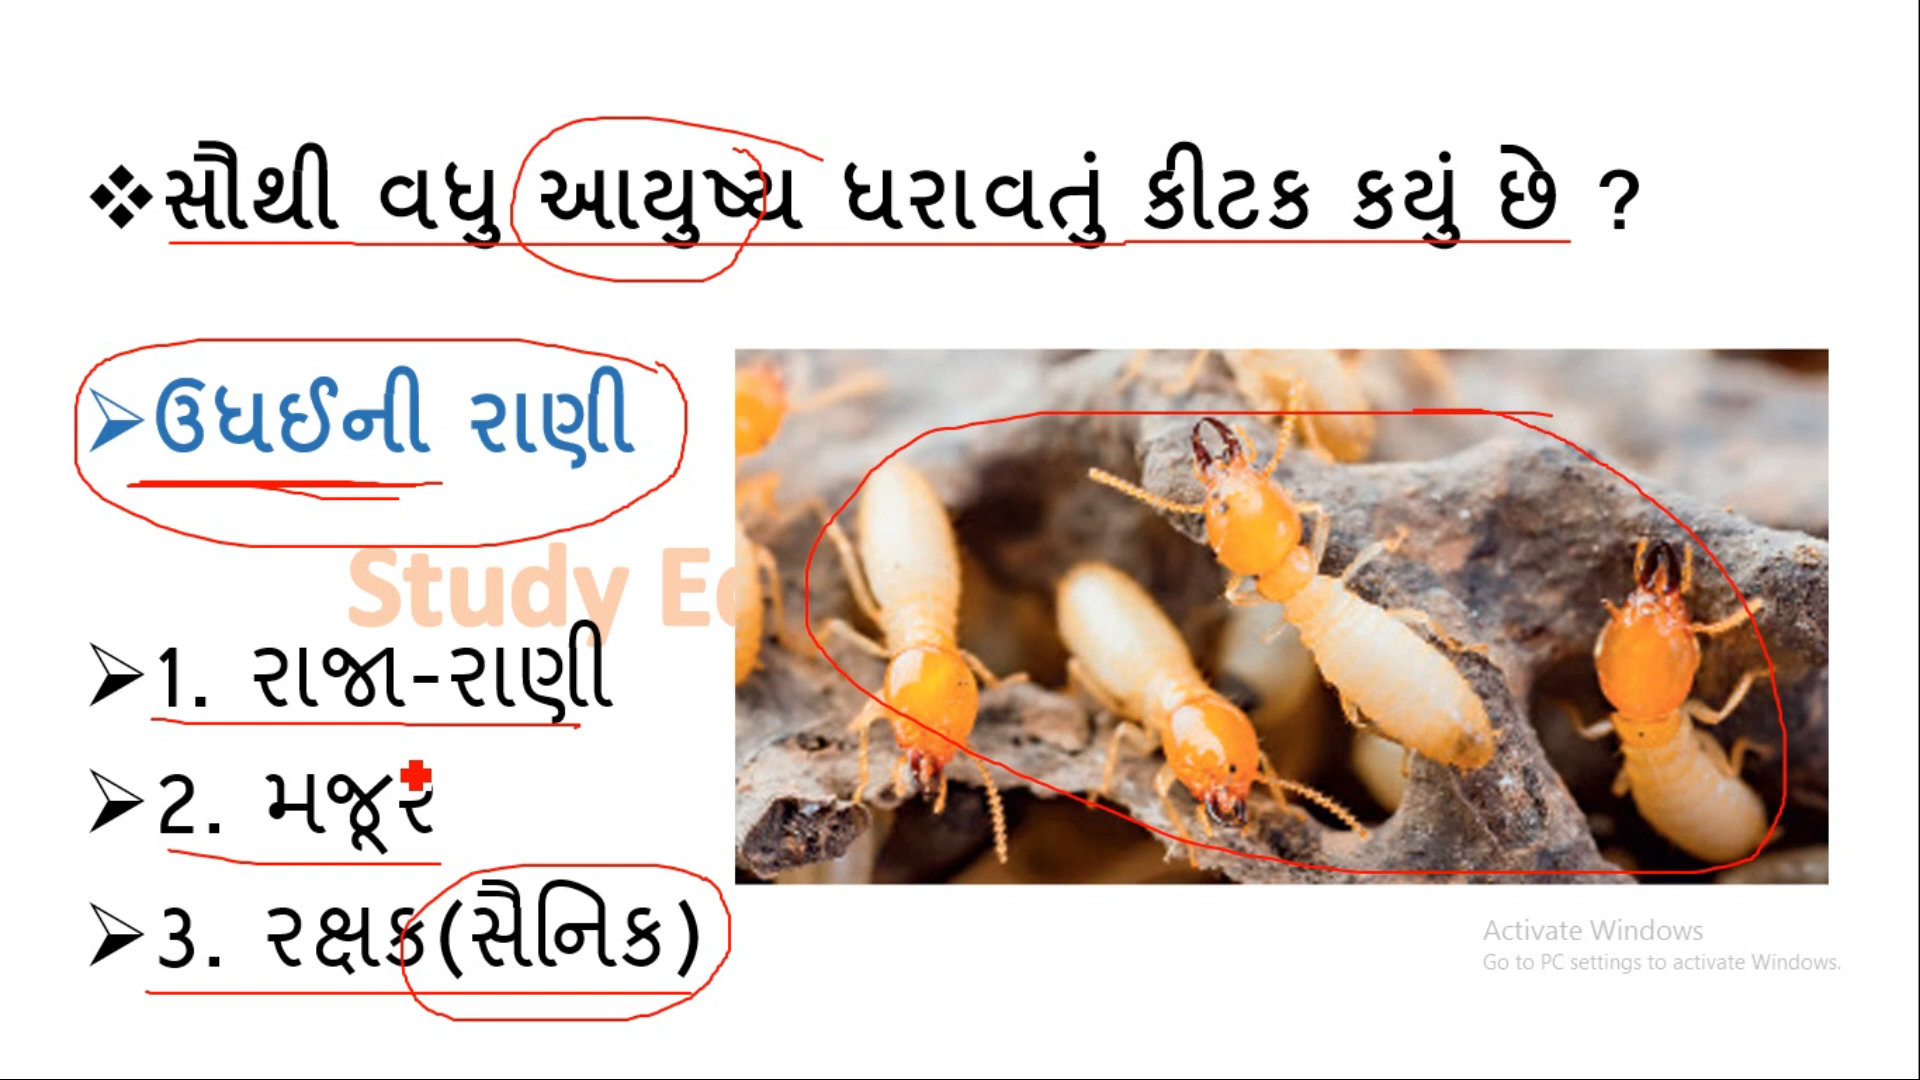 ❖સૌથી વધુ આયુષ્ય ધરાવતું કીટક કયું છે ?
➢ઉધઈની રાણી
Study Ec
➢1. રાજા-રાણી
➢2. મજૂર
➢3. રક્ષક(સૈનિક)
Activate Windows
Go to PC settings to activate Windows.